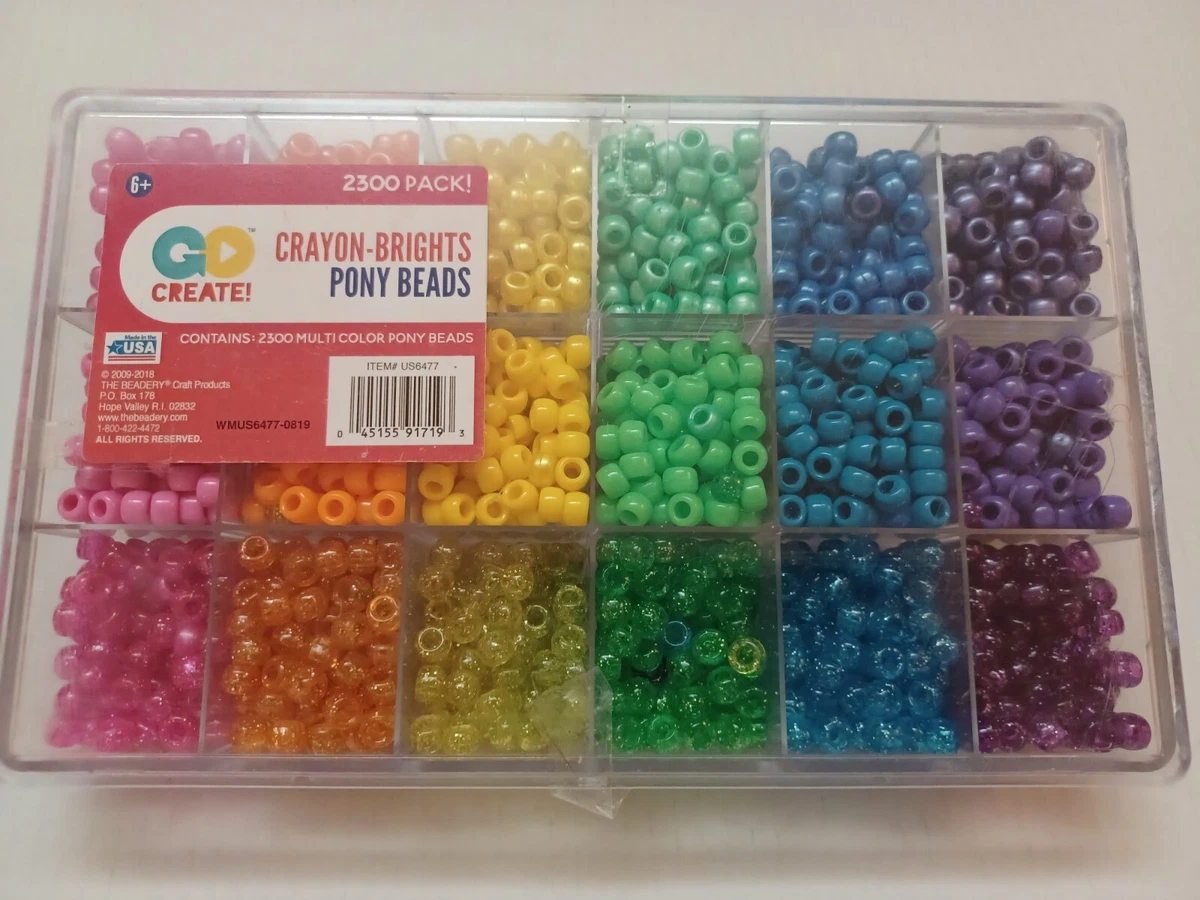 6+
2300 PACK!
GO™
CREATE!
CRAYON-BRIGHTS
PONY BEADS
Made in the
USA
CONTAINS: 2300 MULTI COLOR PONY BEADS
© 2009-2018
THE BEADERY® Craft Products
P.O. Box 178
Hope Valley R.I. 02832
www.thebeadery.com
1-800-422-4472
ALL RIGHTS RESERVED.
WMUS6477-0819
ITEM# US6477
0 45155 91719 3